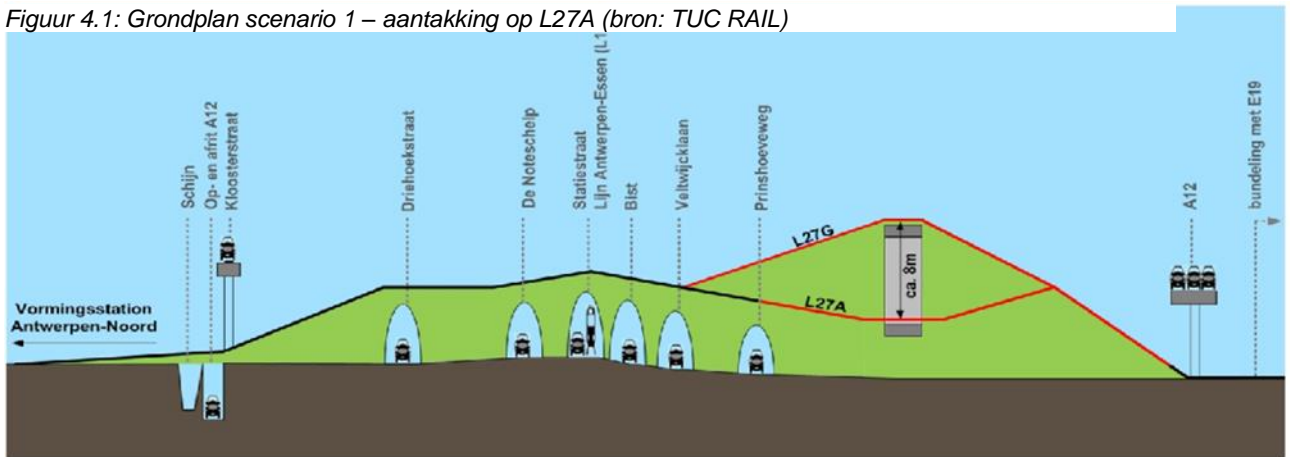 Figuur 4.1: Grondplan scenario 1 – aantakking op L27A (bron: TUC RAIL)
Schijn
Op- en afrit A12
Kloosterstraat
Driehoekstraat
De Noteschelp
Statiestraat
Lijn Antwerpen-Essen (L1
Bist
Veltwijcklaan
Prinshoeveweg
A12
bundeling met E19
L27G
L27A
ca. 8m
Vormingsstation
Antwerpen-Noord